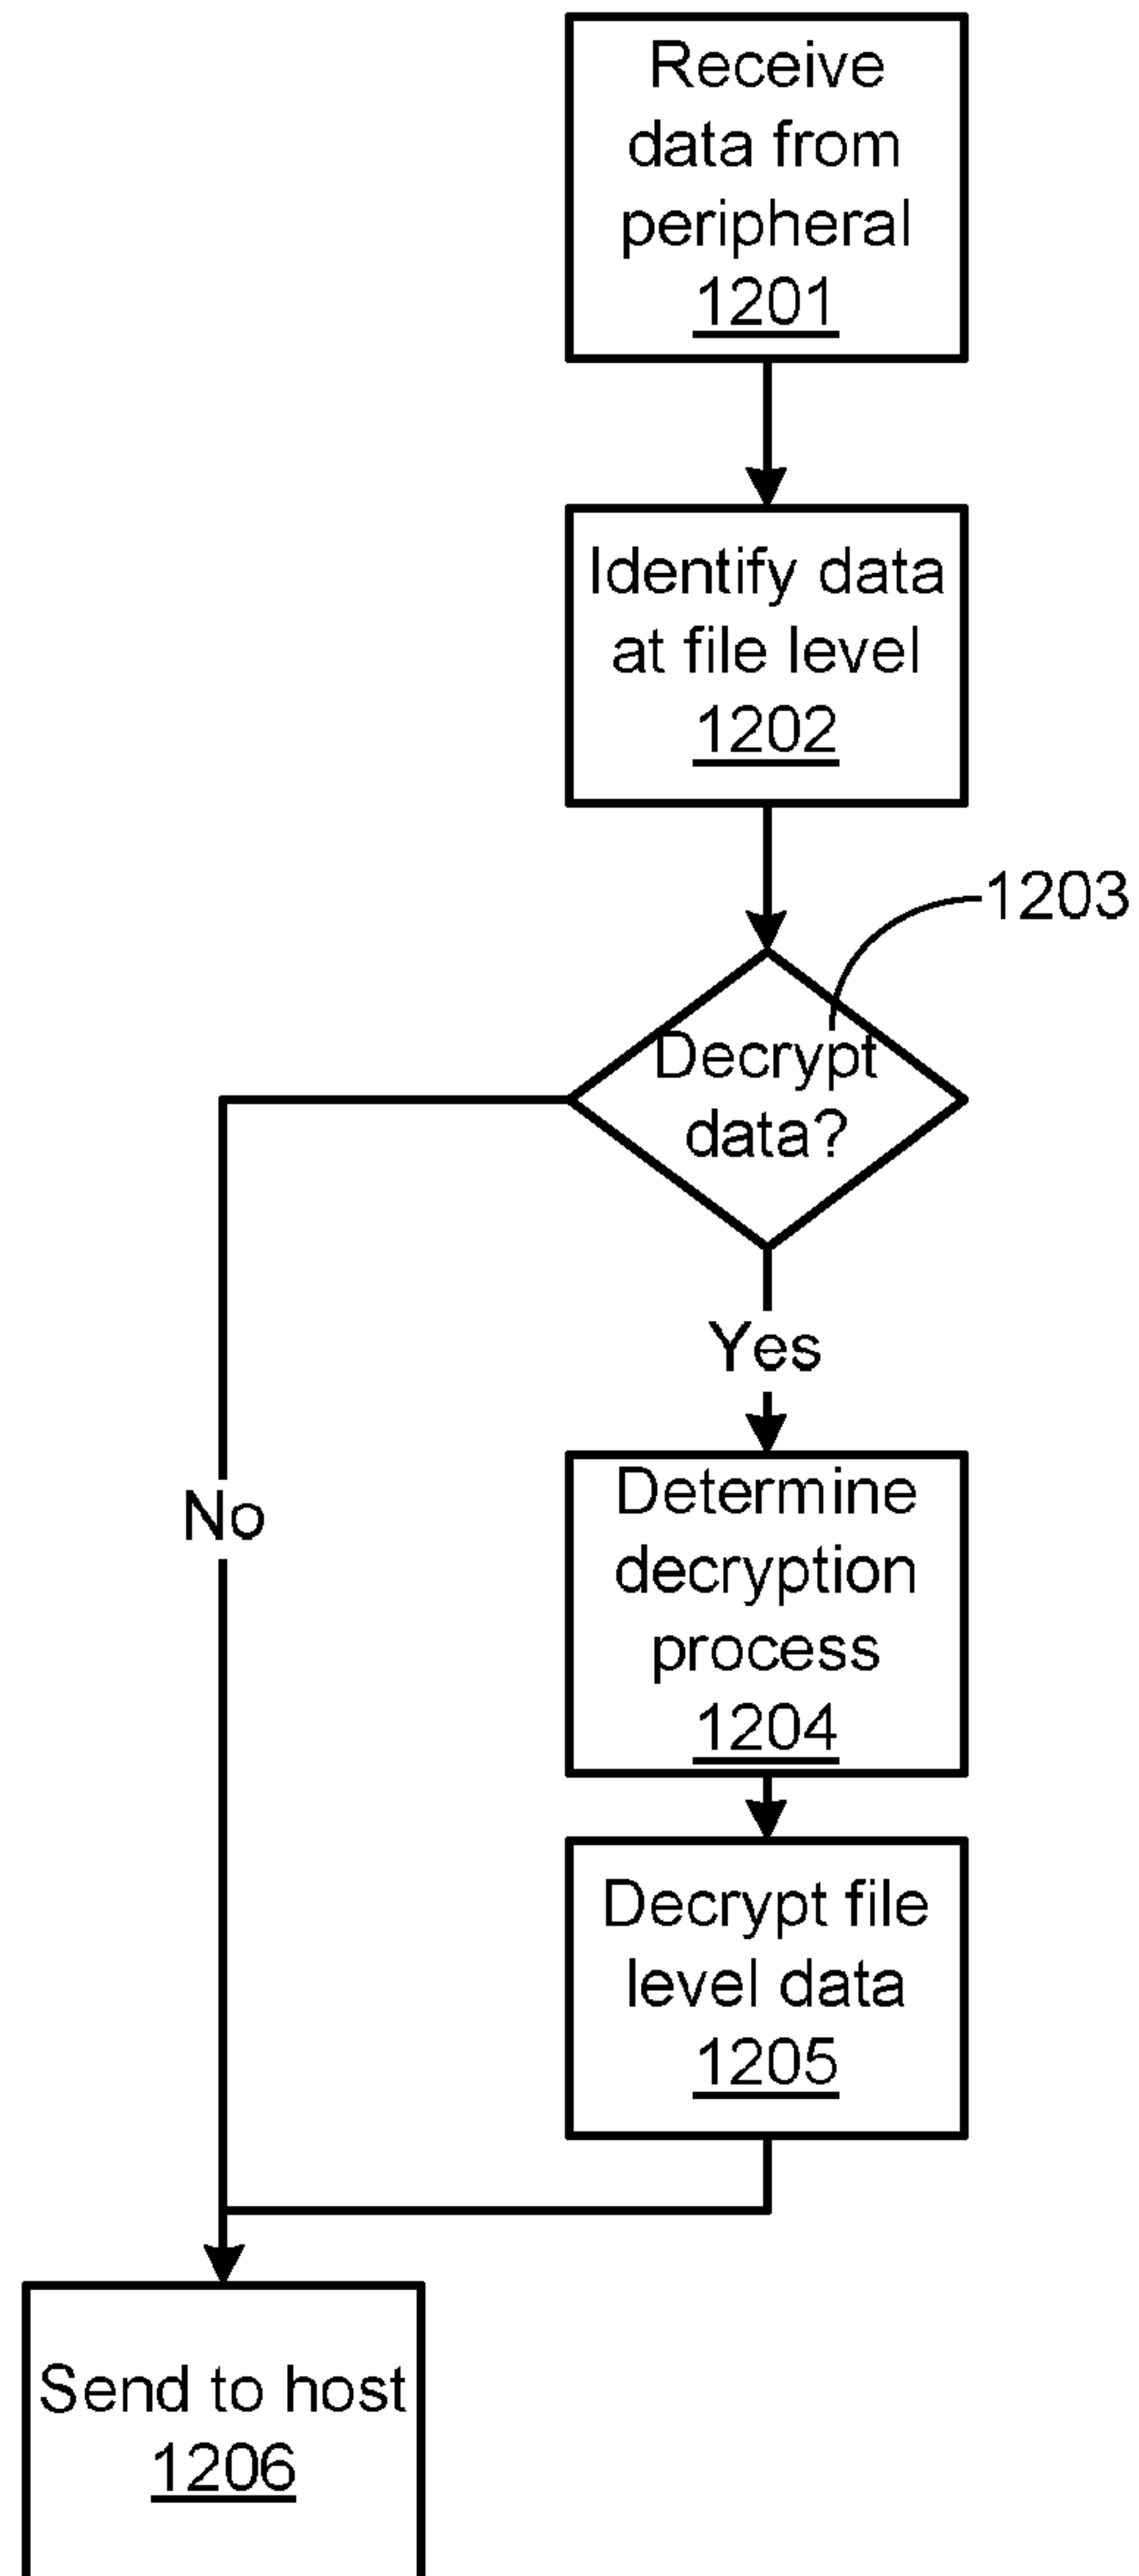 Receive
data from
peripheral
1201
Identify data
at file level
1202
1203
Decrypt
data?
Yes
No
Determine
decryption
process
1204
Decrypt file
level data
1205
Send to host
1206